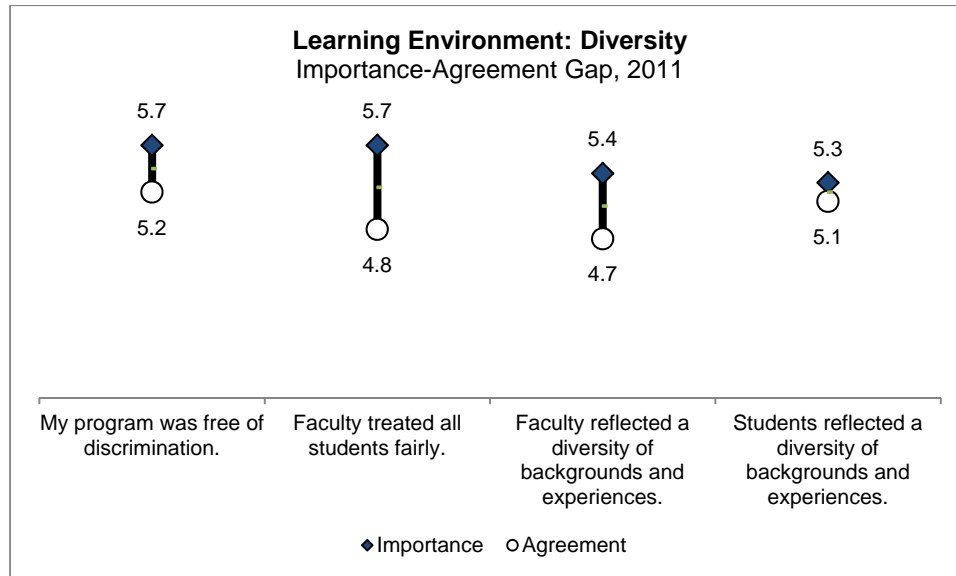 Learning Environment: Diversity
Importance-Agreement Gap, 2011
5.7
5.7
5.4
5.3
5.2
4.8
4.7
5.1
My program was free of
discrimination.
Faculty treated all
students fairly.
Faculty reflected a
diversity of
backgrounds and
experiences.
Students reflected a
diversity of
backgrounds and
experiences.
Importance Agreement